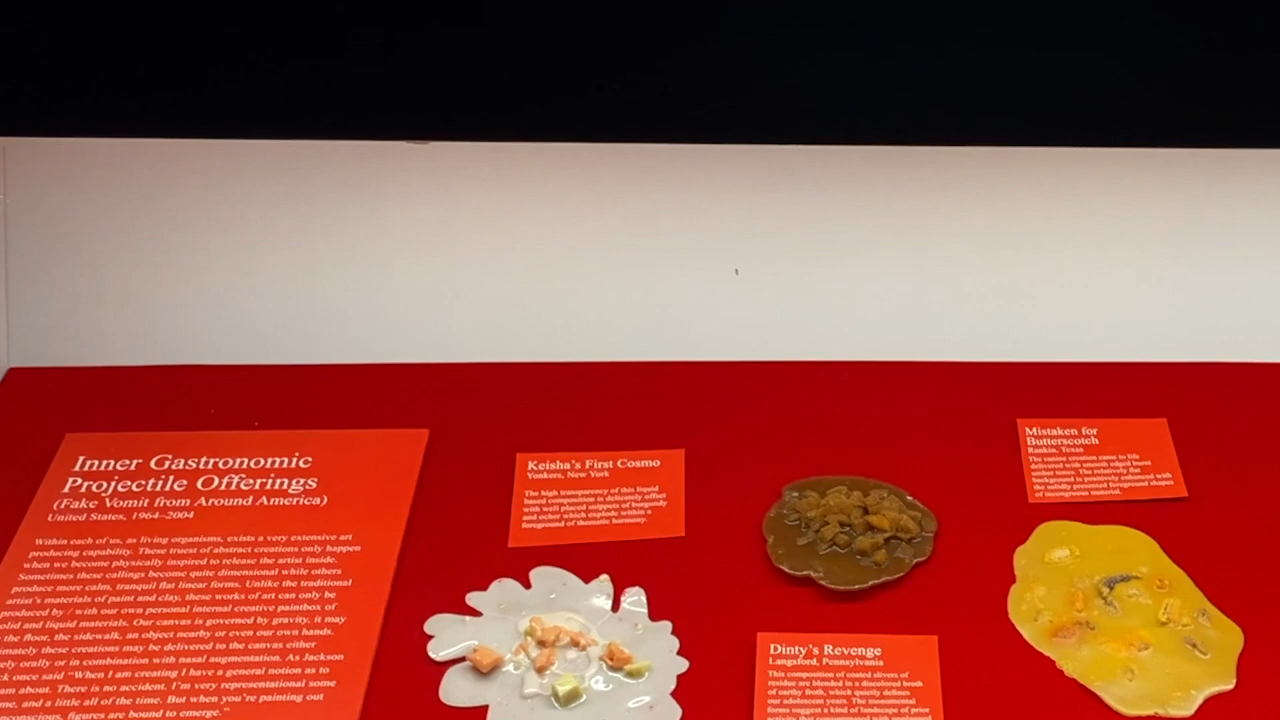 Inner Gastronomic
Projectile Offerings
(Fake Vomit from Around America)
United States, 1964–2004
Within each of us, as living organisms, exists a very extensive art
producing capability. These truest of abstract creations only happen
when we become physically inspired to release the artist inside.
Sometimes these callings become quite dimensional while others
produce more calm, tranquil flat linear forms. Unlike the traditional
artist's materials of paint and clay, these works of art can only be
produced by / with our own personal internal creative paintbox of
solid and liquid materials. Our canvas is governed by gravity, it may
the floor, the sidewalk, an object nearby or even our own hands.
imately these creations may be delivered to the canvas either
ely orally or in combination with nasal augmentation. As Jackson
ck once said "When I am creating I have a general notion as to
am about. There is no accident. I'm very representational some
me, and a little all of the time. But when you're painting out
conscious, figures are bound to emerge."
Keisha's First Cosmo
Yonkers, New York
The high transparency of this liquid
based composition is delicately offset
with well placed snippets of burgundy
and ocher which explode within a
foreground of thematic harmony.
Dinty's Revenge
Langsford, Pennsylvania
This composition of coated slivers of
residue are blended in a discolored broth
of earthy froth, which quietly defines
our adolescent years. The monumental
forms suggest a kind of landscape of prior
activity that consummated with
Mistaken for
Butterscotch
Rankin, Texas
The canine creation came to life
delivered with smooth edged burst
umber tones. The relatively flat
background is positively enhanced with
the solidly presented foreground shapes
of incongruous material.